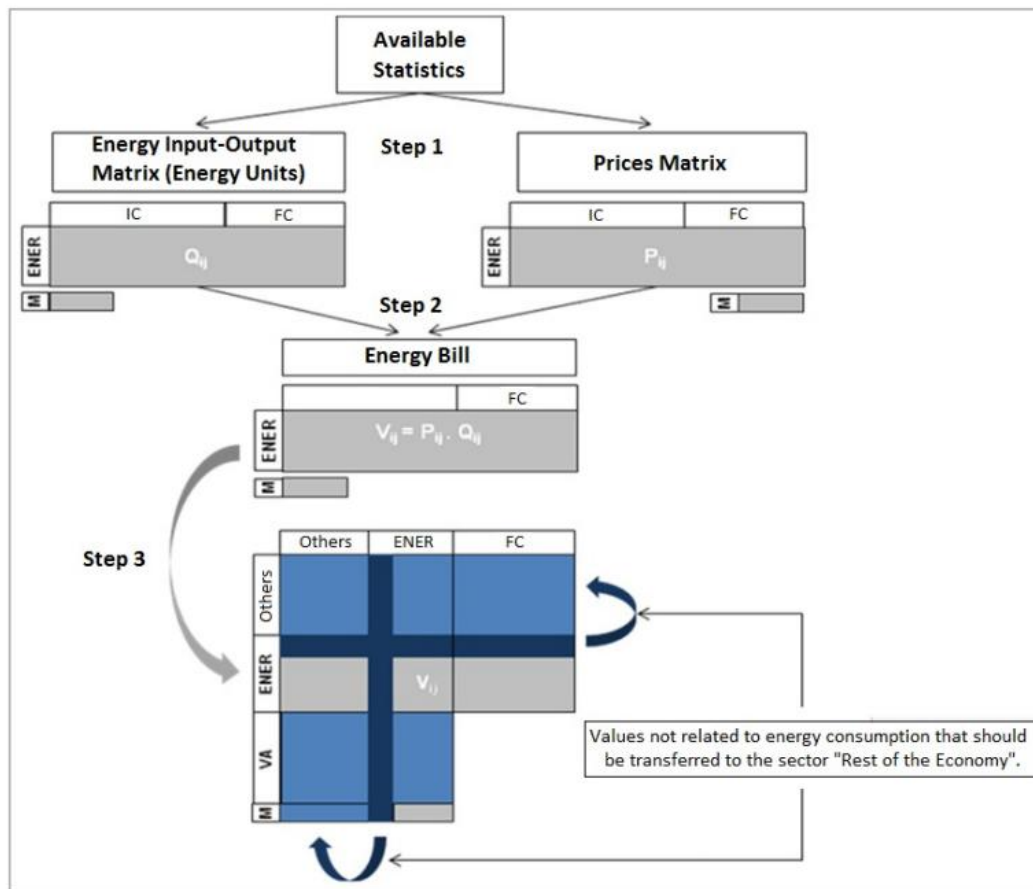 Available
Statistics
Energy Input-Output
Matrix (Energy Units)
Step 1
Prices Matrix
IC
FC
ENER
Qij
M
IC
FC
ENER
Pij
M
Step 2
Energy Bill
FC
ENER
Vij = Pij . Qij
M
Step 3
Others
ENER
FC
Others
ENER
Vij
VA
M
Values not related to energy consumption that should
be transferred to the sector "Rest of the Economy".